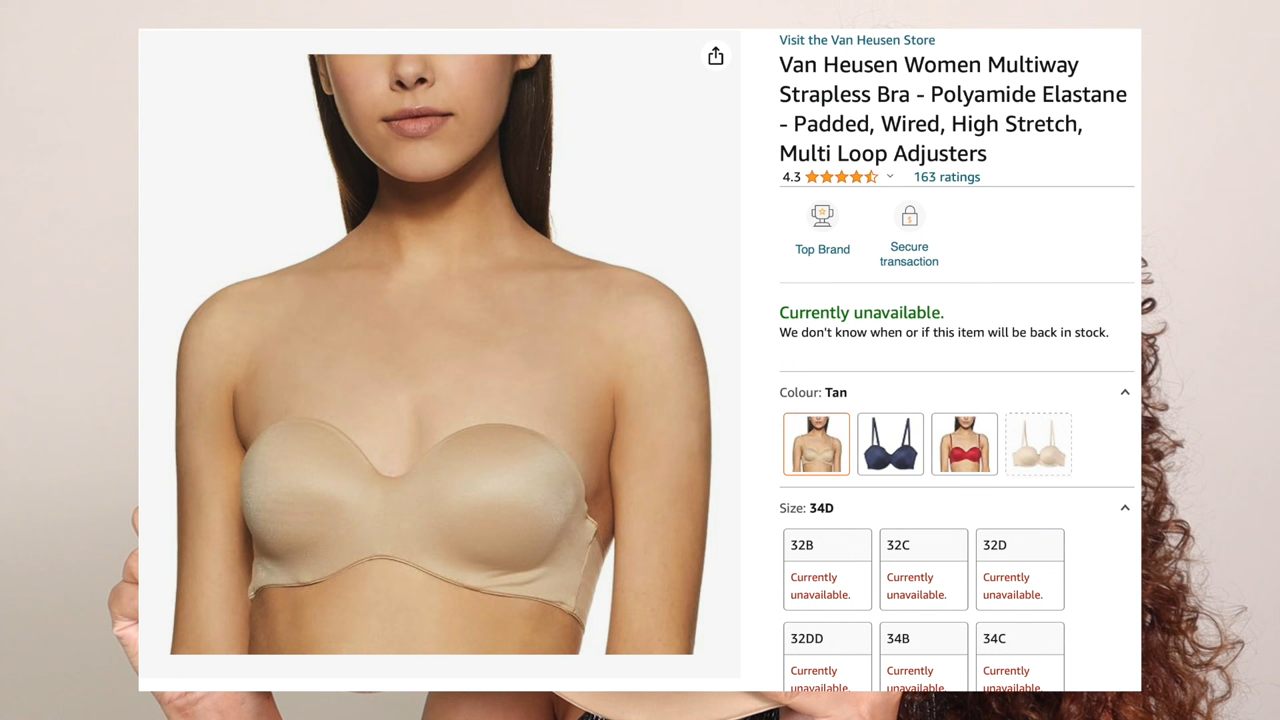 Visit the Van Heusen Store
Van Heusen Women Multiway
Strapless Bra - Polyamide Elastane
- Padded, Wired, High Stretch,
Multi Loop Adjusters
4.3 163 ratings
Top Brand
Secure
transaction
Currently unavailable.
We don't know when or if this item will be back in stock.
Colour: Tan
Size: 34D
32B 32C 32D
Currently Currently Currently
unavailable. unavailable. unavailable.
32DD 34B 34C
Currently Currently Currently
unavailable. unavailable. unavailable.